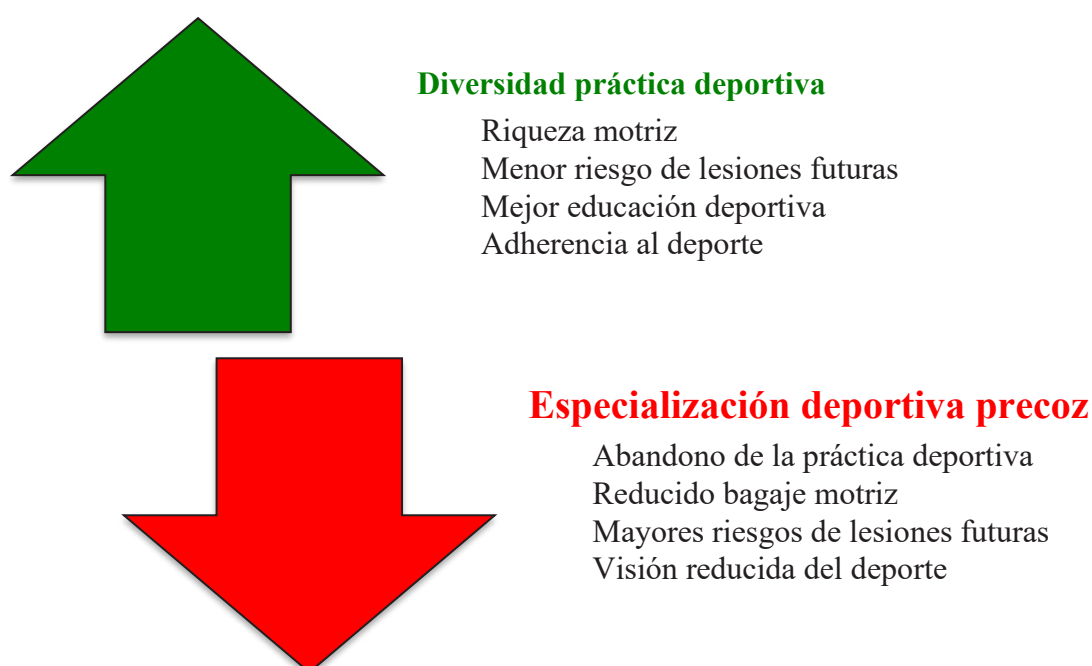 Diversidad práctica deportiva
Riqueza motriz
Menor riesgo de lesiones futuras
Mejor educación deportiva
Adherencia al deporte
Especialización deportiva precoz
Abandono de la práctica deportiva
Reducido bagaje motriz
Mayores riesgos de lesiones futuras
Visión reducida del deporte